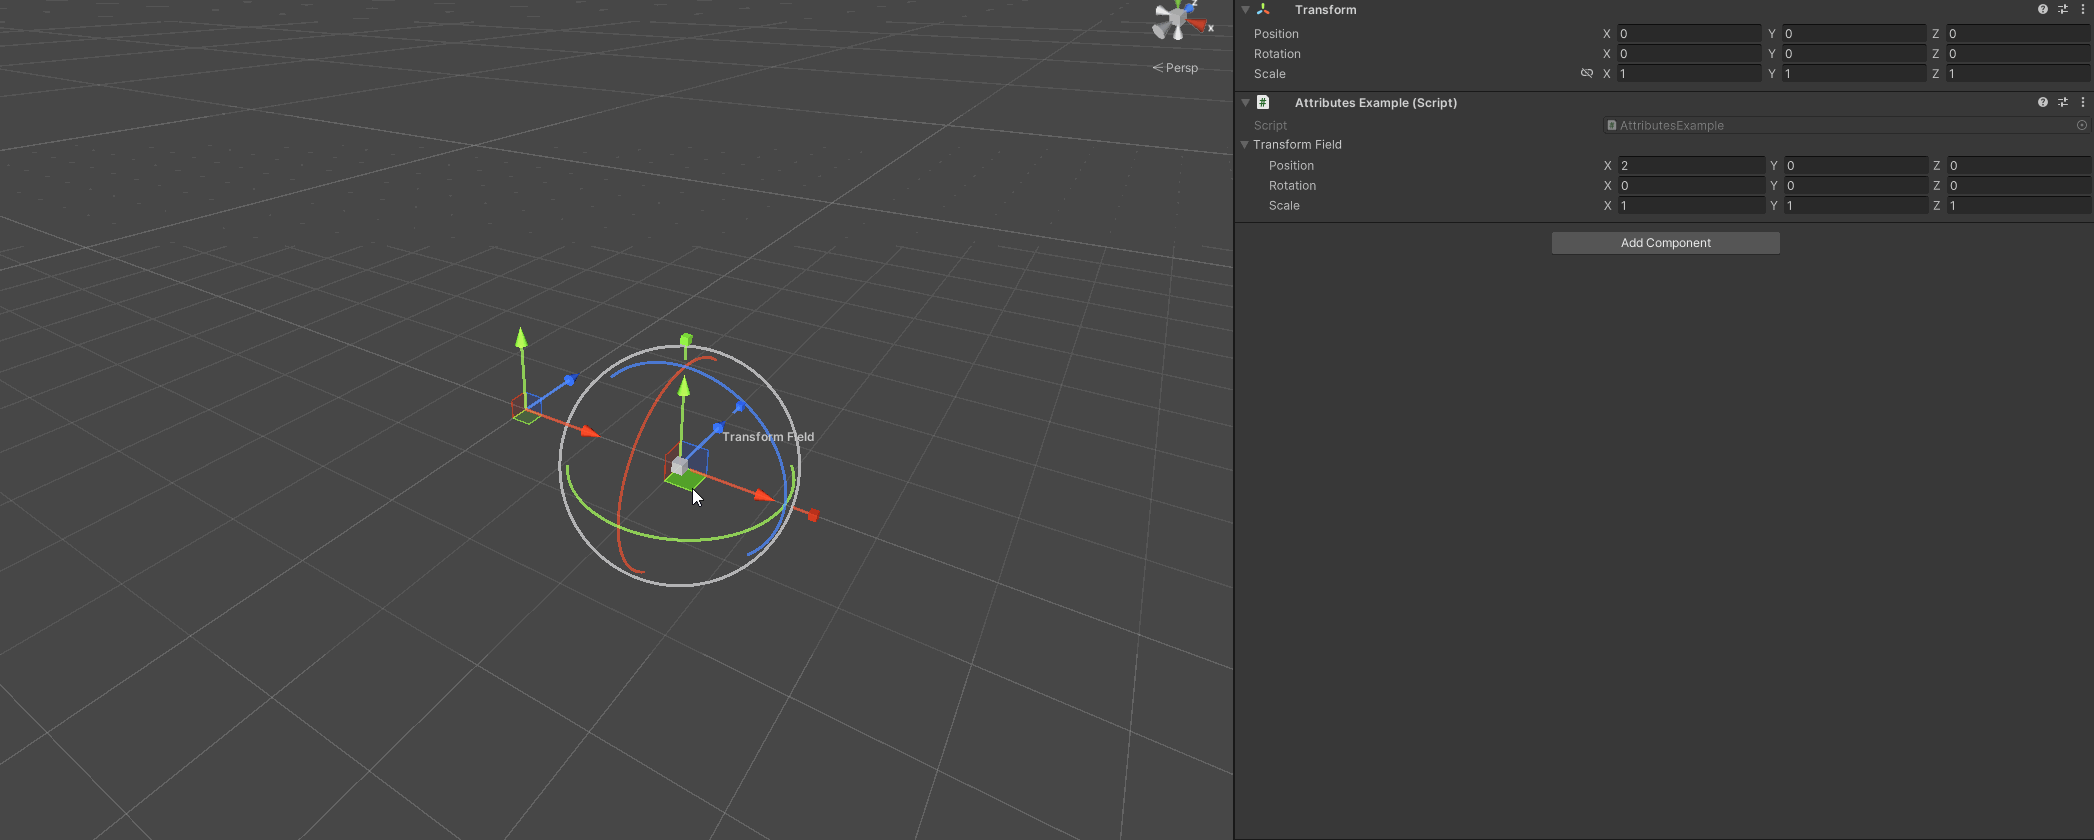 z
x
< Persp
Transform Field
Transform
Position X 0 Y 0 Z 0
Rotation X 0 Y 0 Z 0
Scale X 1 Y 1 Z 1
# Attributes Example (Script)
Script # AttributesExample
Transform Field
Position X 2 Y 0 Z 0
Rotation X 0 Y 0 Z 0
Scale X 1 Y 1 Z 1
Add Component